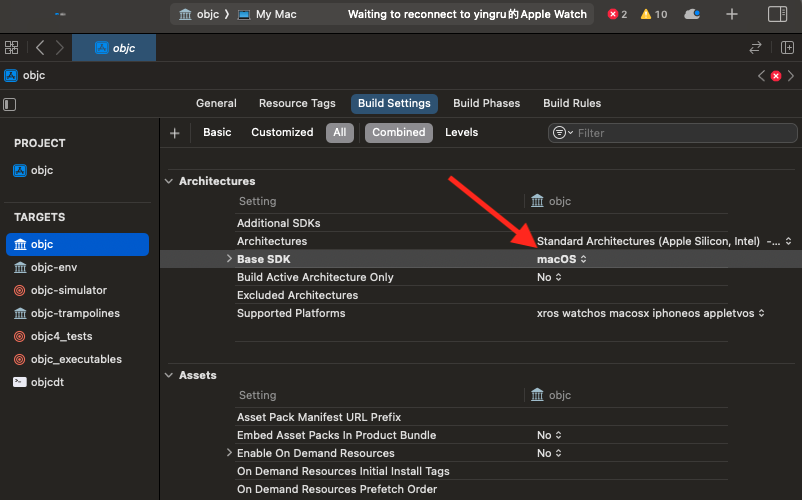 objc 〉 My Mac Waiting to reconnect to yingru的Apple Watch 2 10
objc
objc
General Resource Tags Build Settings Build Phases Build Rules
Basic Customized All Combined Levels Filter
PROJECT
objc
TARGETS
objc
objc-env
objc-simulator
objc-trampolines
objc4_tests
objc_executables
objcdt
Architectures
Setting objc
Additional SDKs
Architectures Standard Architectures (Apple Silicon, Intel) -...
Base SDK macOS
Build Active Architecture Only No
Excluded Architectures
Supported Platforms xros watchos macosx iphoneos appletvos
Assets
Setting objc
Asset Pack Manifest URL Prefix
Embed Asset Packs In Product Bundle No
Enable On Demand Resources No
On Demand Resources Initial Install Tags
On Demand Resources Prefetch Order